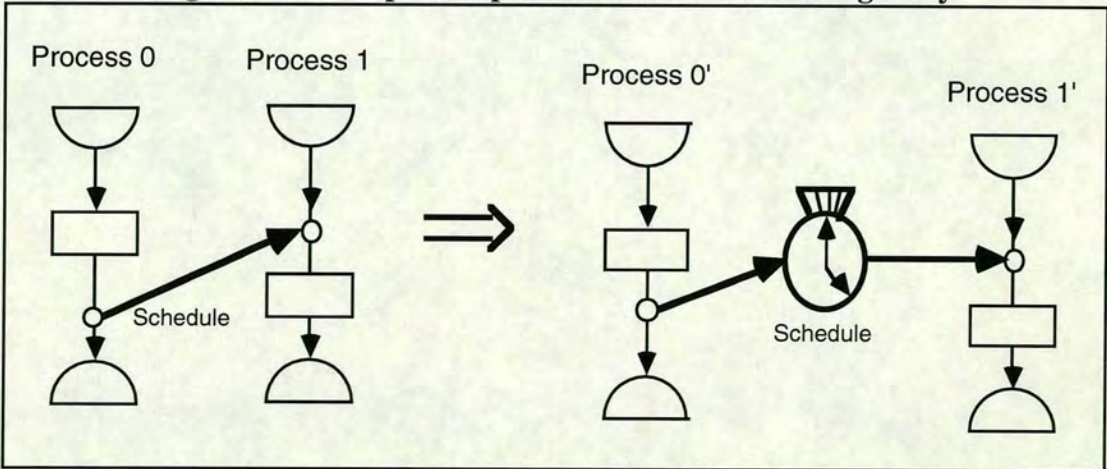 Process 0
Process 1
Schedule
Process 0'
Process 1'
Schedule